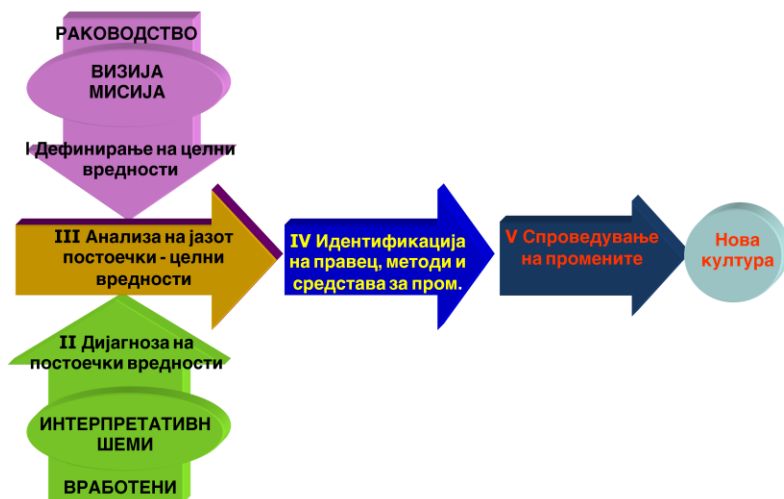 РАКОВОДСТВО
ВИЗИЈА
МИСИЈА
I Дефинирање на целни
вредности
III Анализа на јазот
постоечки - целни
вредности
IV Идентификација
на правец, методи и
средства за пром.
V Спроведување
на промените
Нова
култура
II Дијагноза на
постоечки вредности
ИНТЕРПРЕТАТИВН
ШЕМИ
ВРАБОТЕНИ